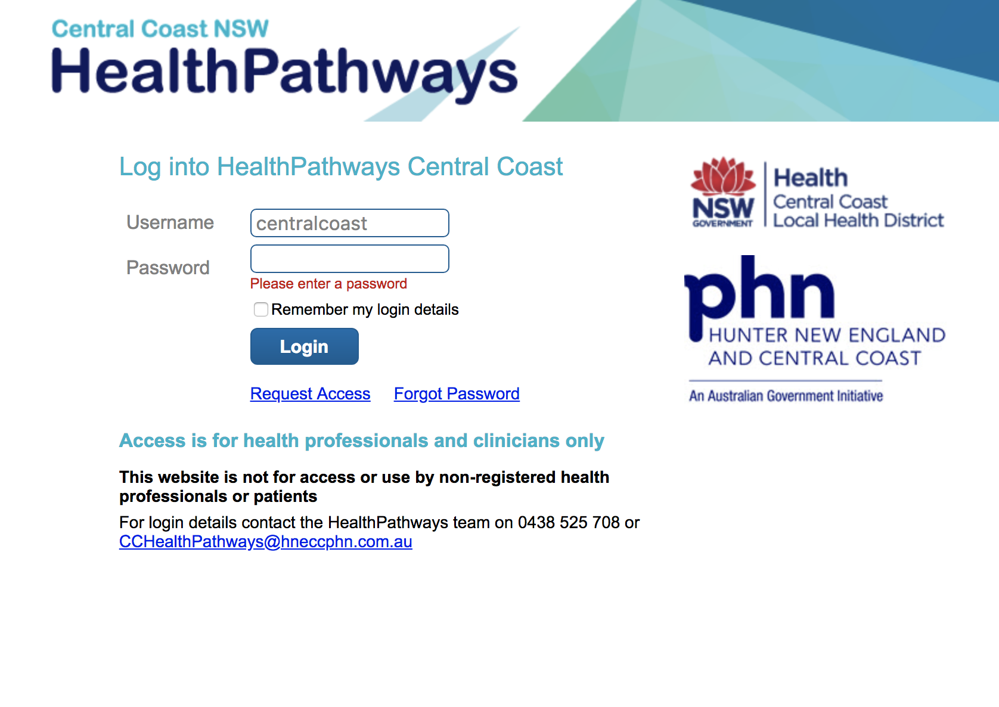 Central Coast NSW
HealthPathways
Log into HealthPathways Central Coast
Username
centralcoast
Password
Please enter a password
Remember my login details
Login
Request Access
Forgot Password
Access is for health professionals and clinicians only
This website is not for access or use by non-registered health
professionals or patients
For login details contact the HealthPathways team on 0438 525 708 or
CCHealthPathways@hneccphn.com.au
NSW
GOVERNMENT
Health
Central Coast
Local Health District
phn
HUNTER NEW ENGLAND
AND CENTRAL COAST
An Australian Government Initiative